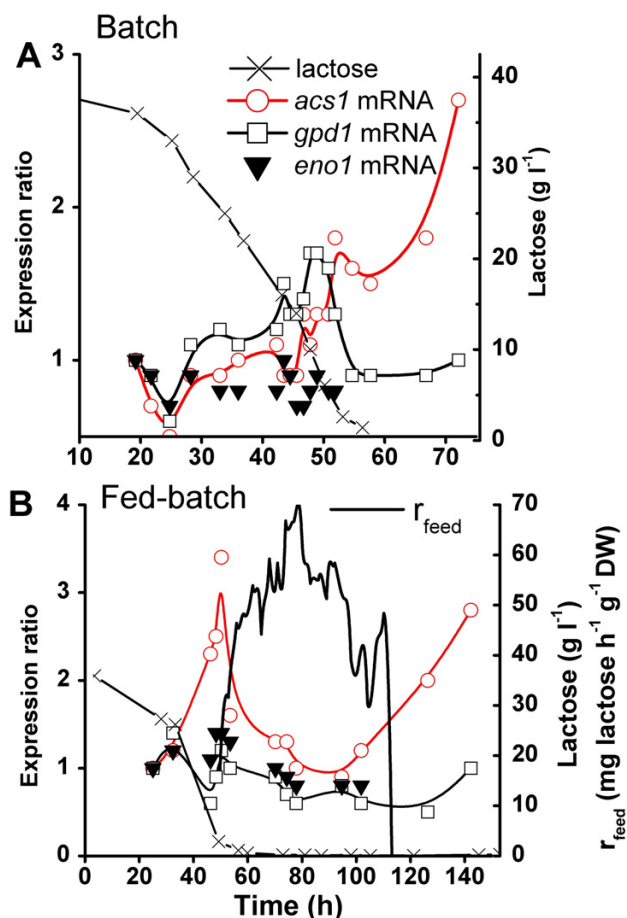 Batch
A
3
2
1
Expression ratio
lactose
acs1 mRNA
gpd1 mRNA
eno1 mRNA
40
30
20
10
0
Lactose (g l-1)
10 20 30 40 50 60 70
B
Fed-batch
rfeed
4
3
2
1
0
Expression ratio
70
60
50
40
30
20
10
0
Lactose (g l-1)
rfeed (mg lactose h-1 g-1 DW)
0 20 40 60 80 100 120 140
Time (h)